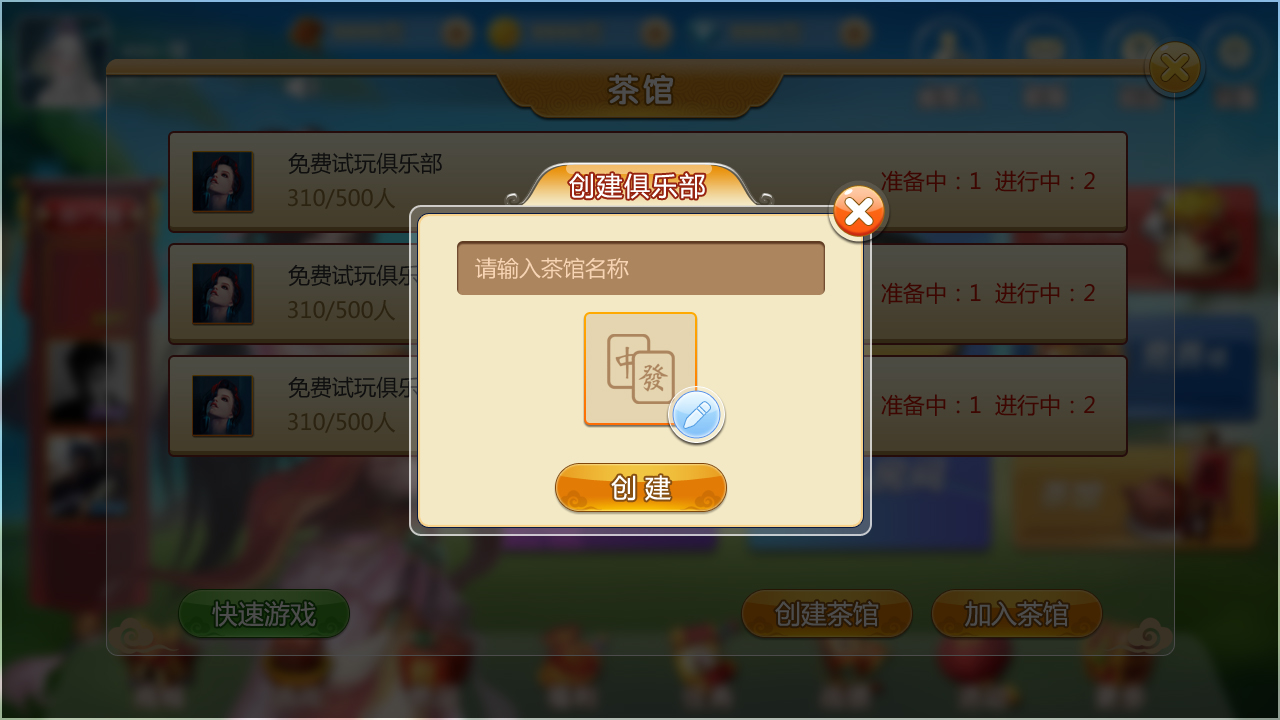 茶馆
免费试玩俱乐部
310/500人
准备中：1 进行中：2
创建俱乐部
请输入茶馆名称
中
發
创建
免费试玩俱乐
310/500人
准备中：1 进行中：2
免费试玩俱乐
310/500人
准备中：1 进行中：2
快速游戏
创建茶馆
加入茶馆